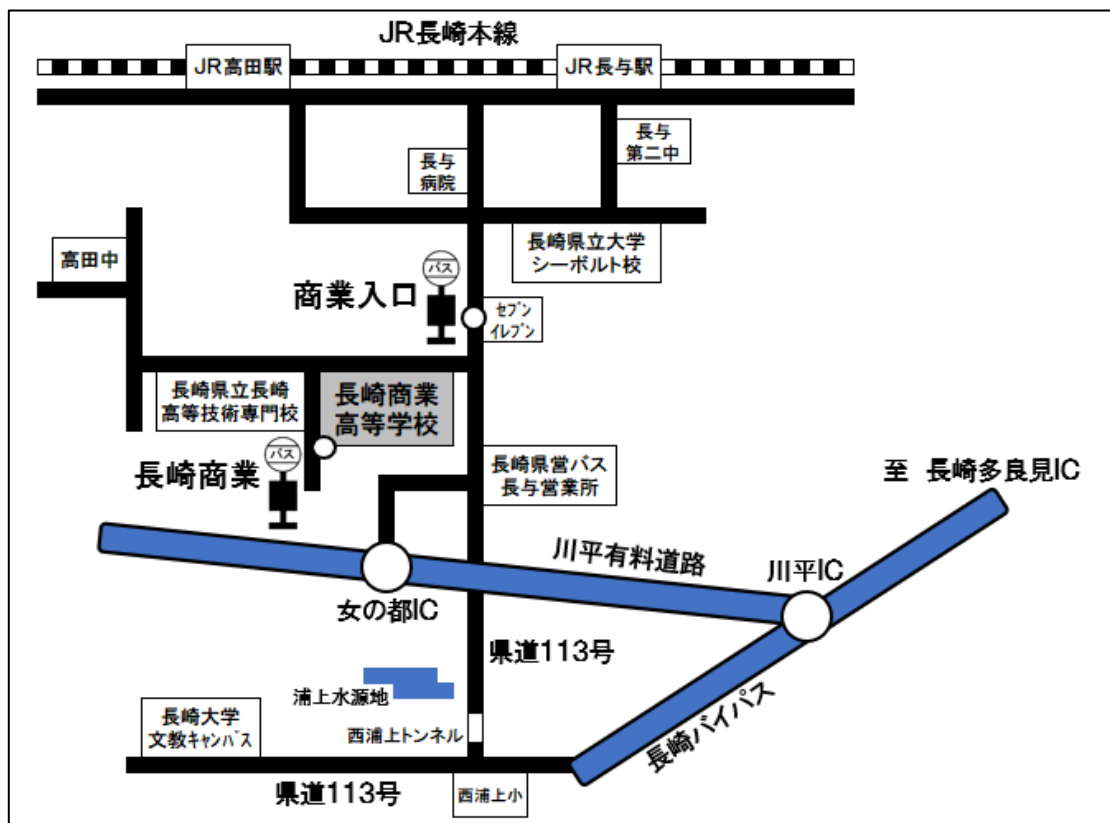 JR長崎本線
JR高田駅
JR長与駅
長与
第二中
長与
病院
長崎県立大学
シーボルト校
高田中
バス
商業入口
セブン
イレブン
長崎県立長崎
高等技術専門校
長崎商業
高等学校
バス
長崎商業
長崎県営バス
長与営業所
至 長崎多良見IC
川平有料道路
川平IC
女の都IC
県道113号
浦上水源地
長崎バイパス
長崎大学
文教キャンパス
西浦上トンネル
県道113号
西浦上小